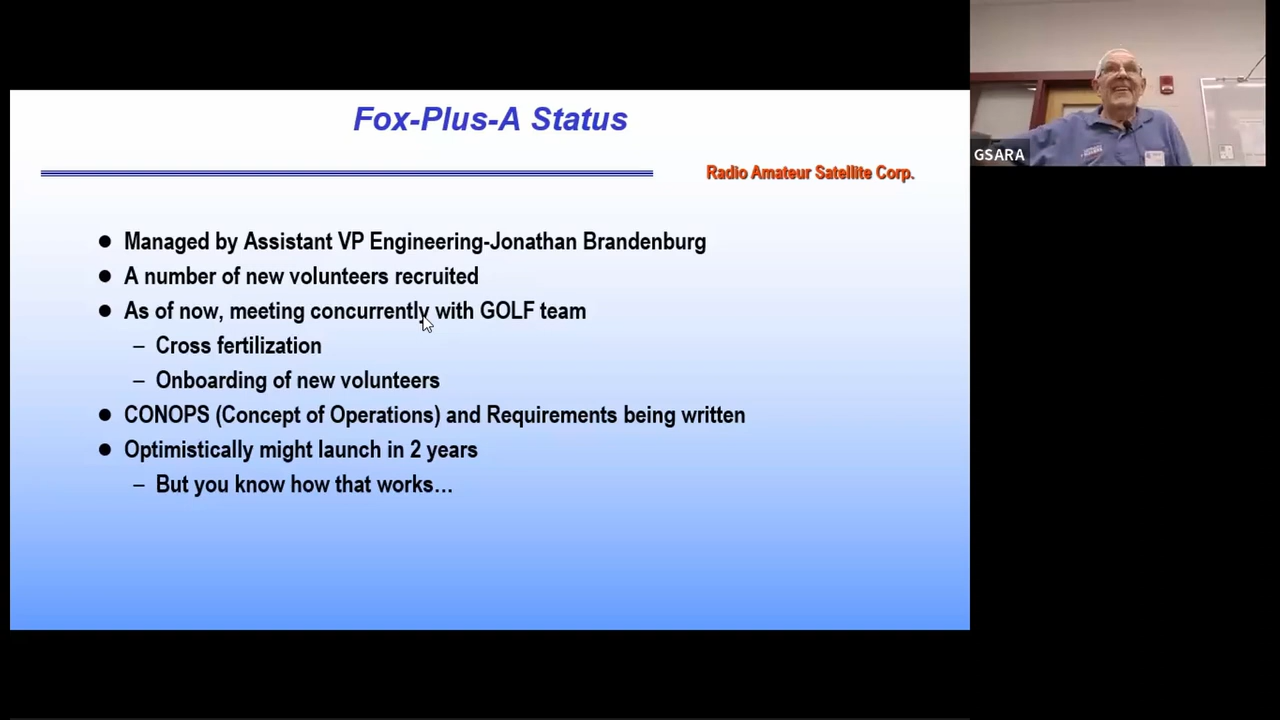 Fox-Plus-A Status
Radio Amateur Satellite Corp.
● Managed by Assistant VP Engineering-Jonathan Brandenburg
● A number of new volunteers recruited
● As of now, meeting concurrently with GOLF team
– Cross fertilization
– Onboarding of new volunteers
● CONOPS (Concept of Operations) and Requirements being written
● Optimistically might launch in 2 years
– But you know how that works…
GSARA